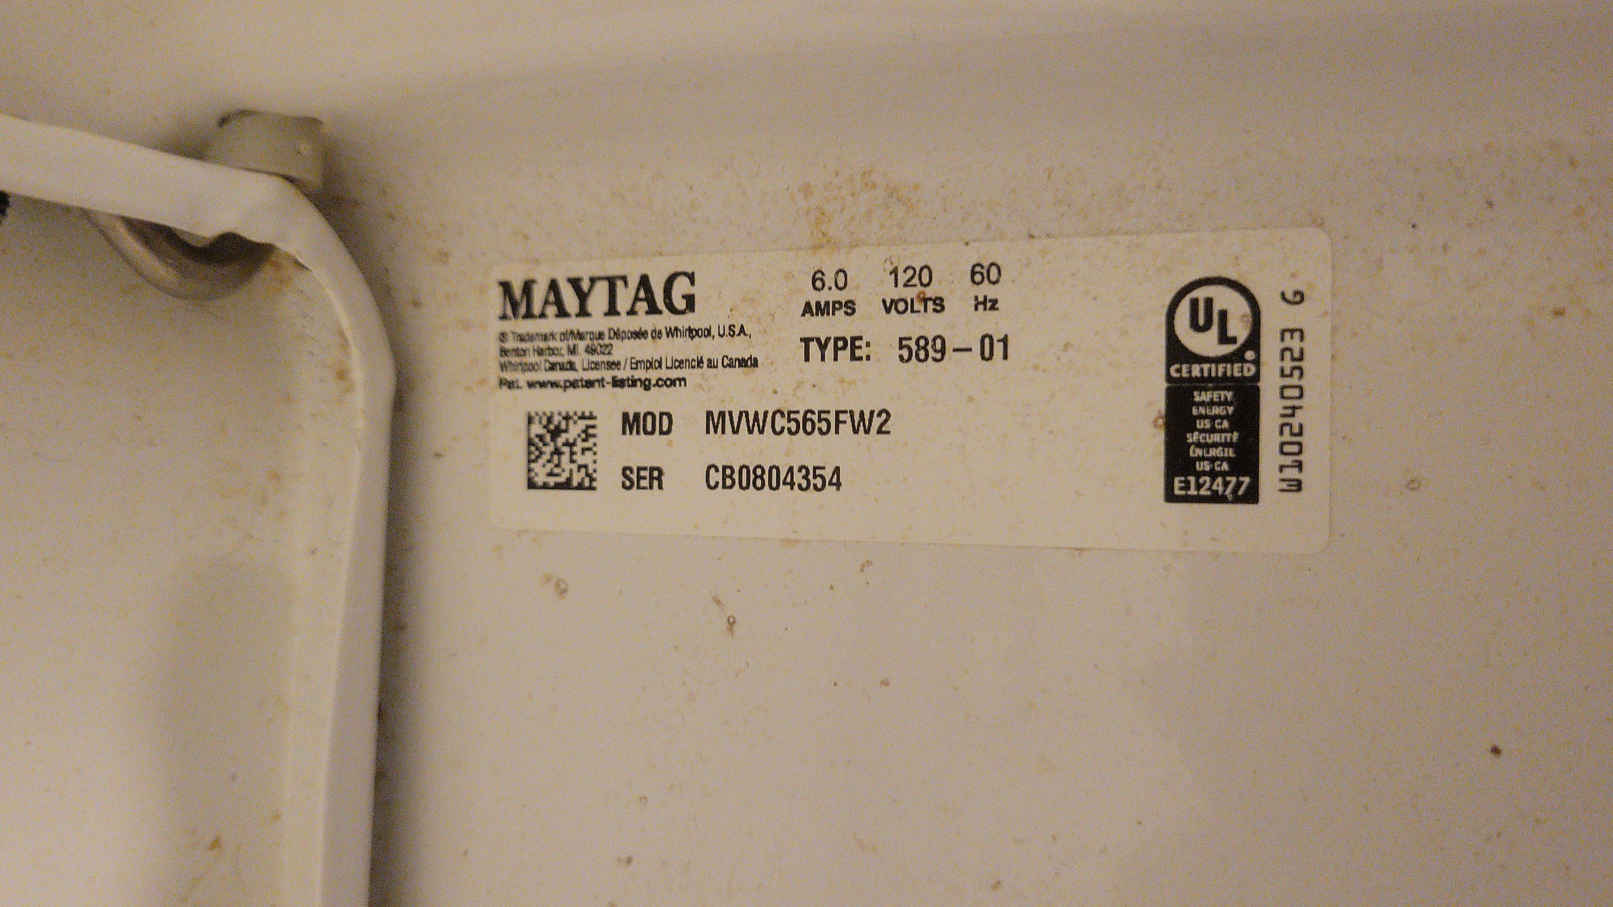 MAYTAG
® Trademark of/Marque Déposée de Whirlpool, U.S.A.,
Benton Harbor, MI. 49022
Whirlpool Canada, Licensee / Emploi Licencié au Canada
Pat. www.patent-listing.com
6.0 120 60
AMPS VOLTS Hz
TYPE: 589-01
MOD MVWC565FW2
SER CB0804354
UL
®
CERTIFIED
SAFETY
ENERGY
US·CA
SÉCURITÉ
ÉNERGIE
US·CA
E12477
310240523 G